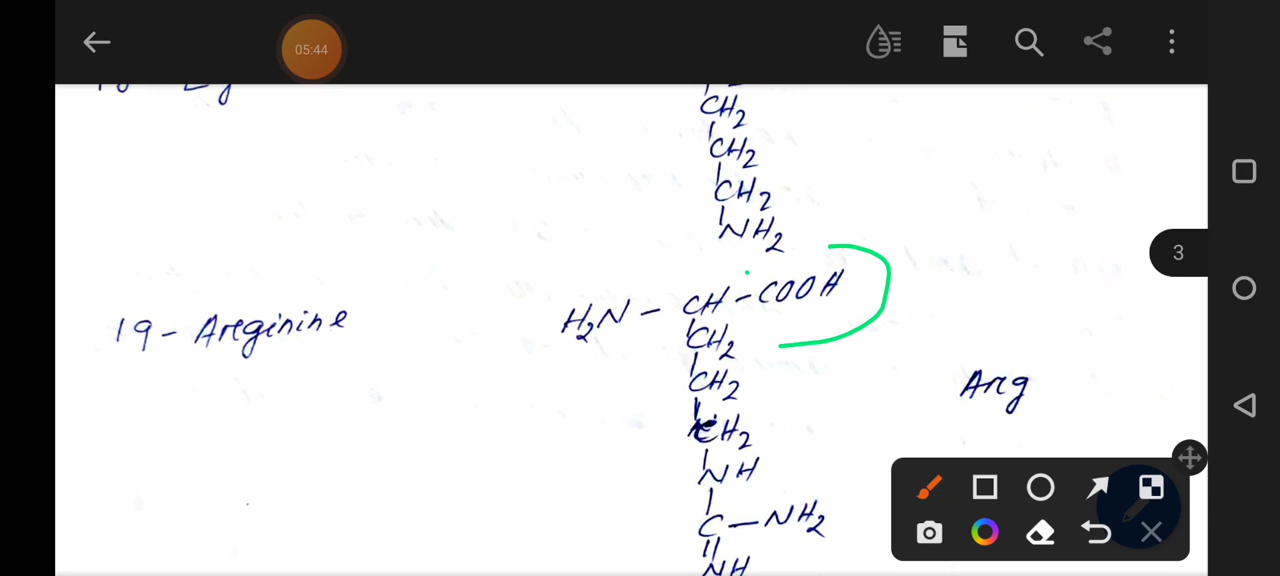 05:44
CH2
CH2
CH2
NH2
3
19 - Arginine
H2N - CH - COOH
CH2
CH2
CH2
NH
C - NH2
NH
Arg